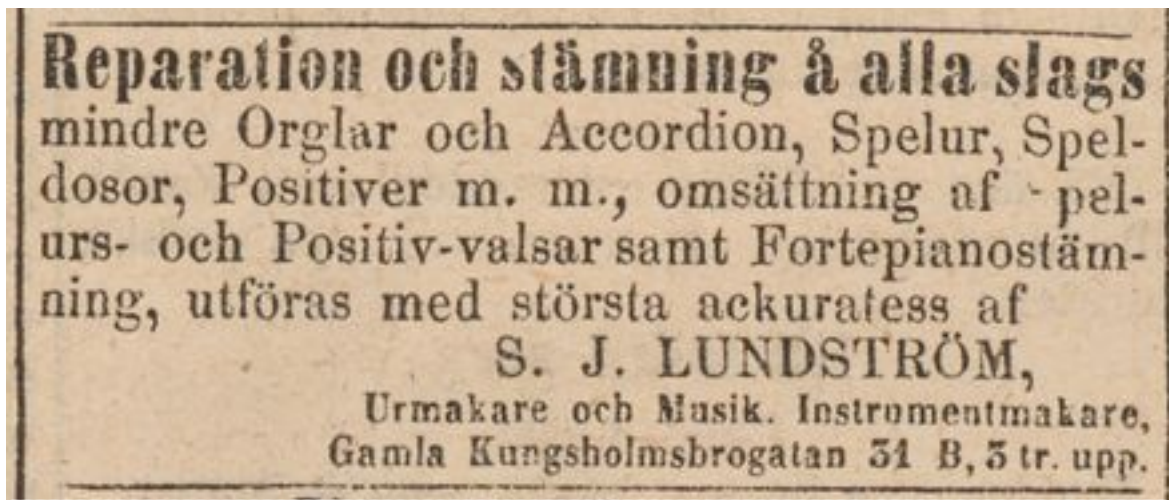 Reparation och stämning å alla slags
mindre Orglar och Accordion, Spelur, Spel-
dosor, Positiver m. m., omsättning af pel-
urs- och Positiv-valsar samt Fortepianostäm-
ning, utföras med största ackuratess af
S. J. LUNDSTRÖM,
Urmakare och Musik. Instrumentmakare,
Gamla Kungsholmsbrogatan 31 B, 3 tr. upp.